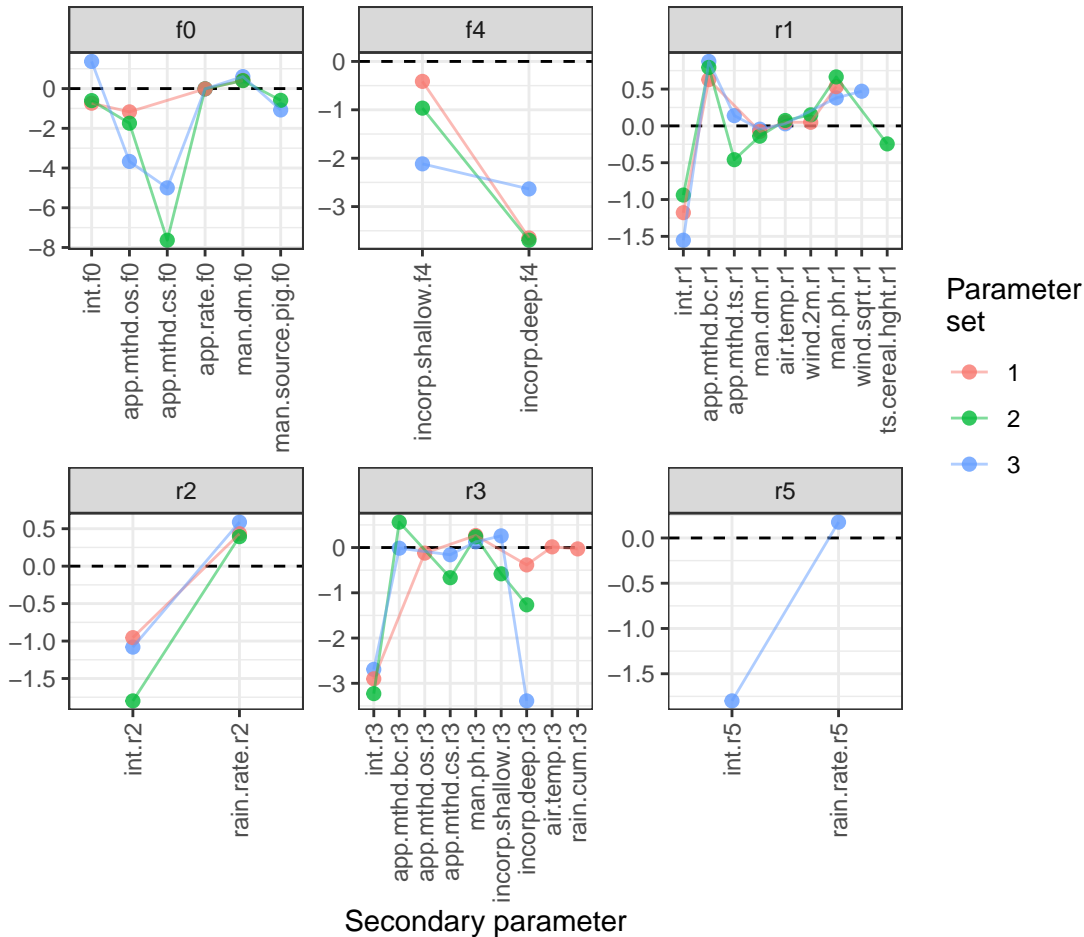 f0
f4
r1
0
−2
−4
−6
−8
0
−1
−2
−3
0.5
0.0
−0.5
−1.0
−1.5
int.f0
app.mthd.os.f0
app.mthd.cs.f0
app.rate.f0
man.dm.f0
man.source.pig.f0
incorp.shallow.f4
incorp.deep.f4
int.r1
app.mthd.bc.r1
app.mthd.ts.r1
man.dm.r1
air.temp.r1
wind.2m.r1
man.ph.r1
wind.sqrt.r1
ts.cereal.hght.r1
Parameter
set
1
2
3
r2
r3
r5
0.5
0.0
−0.5
−1.0
−1.5
0
−1
−2
−3
0.0
−0.5
−1.0
−1.5
int.r2
rain.rate.r2
int.r3
app.mthd.bc.r3
app.mthd.os.r3
app.mthd.cs.r3
man.ph.r3
incorp.shallow.r3
incorp.deep.r3
air.temp.r3
rain.cum.r3
int.r5
rain.rate.r5
Secondary parameter